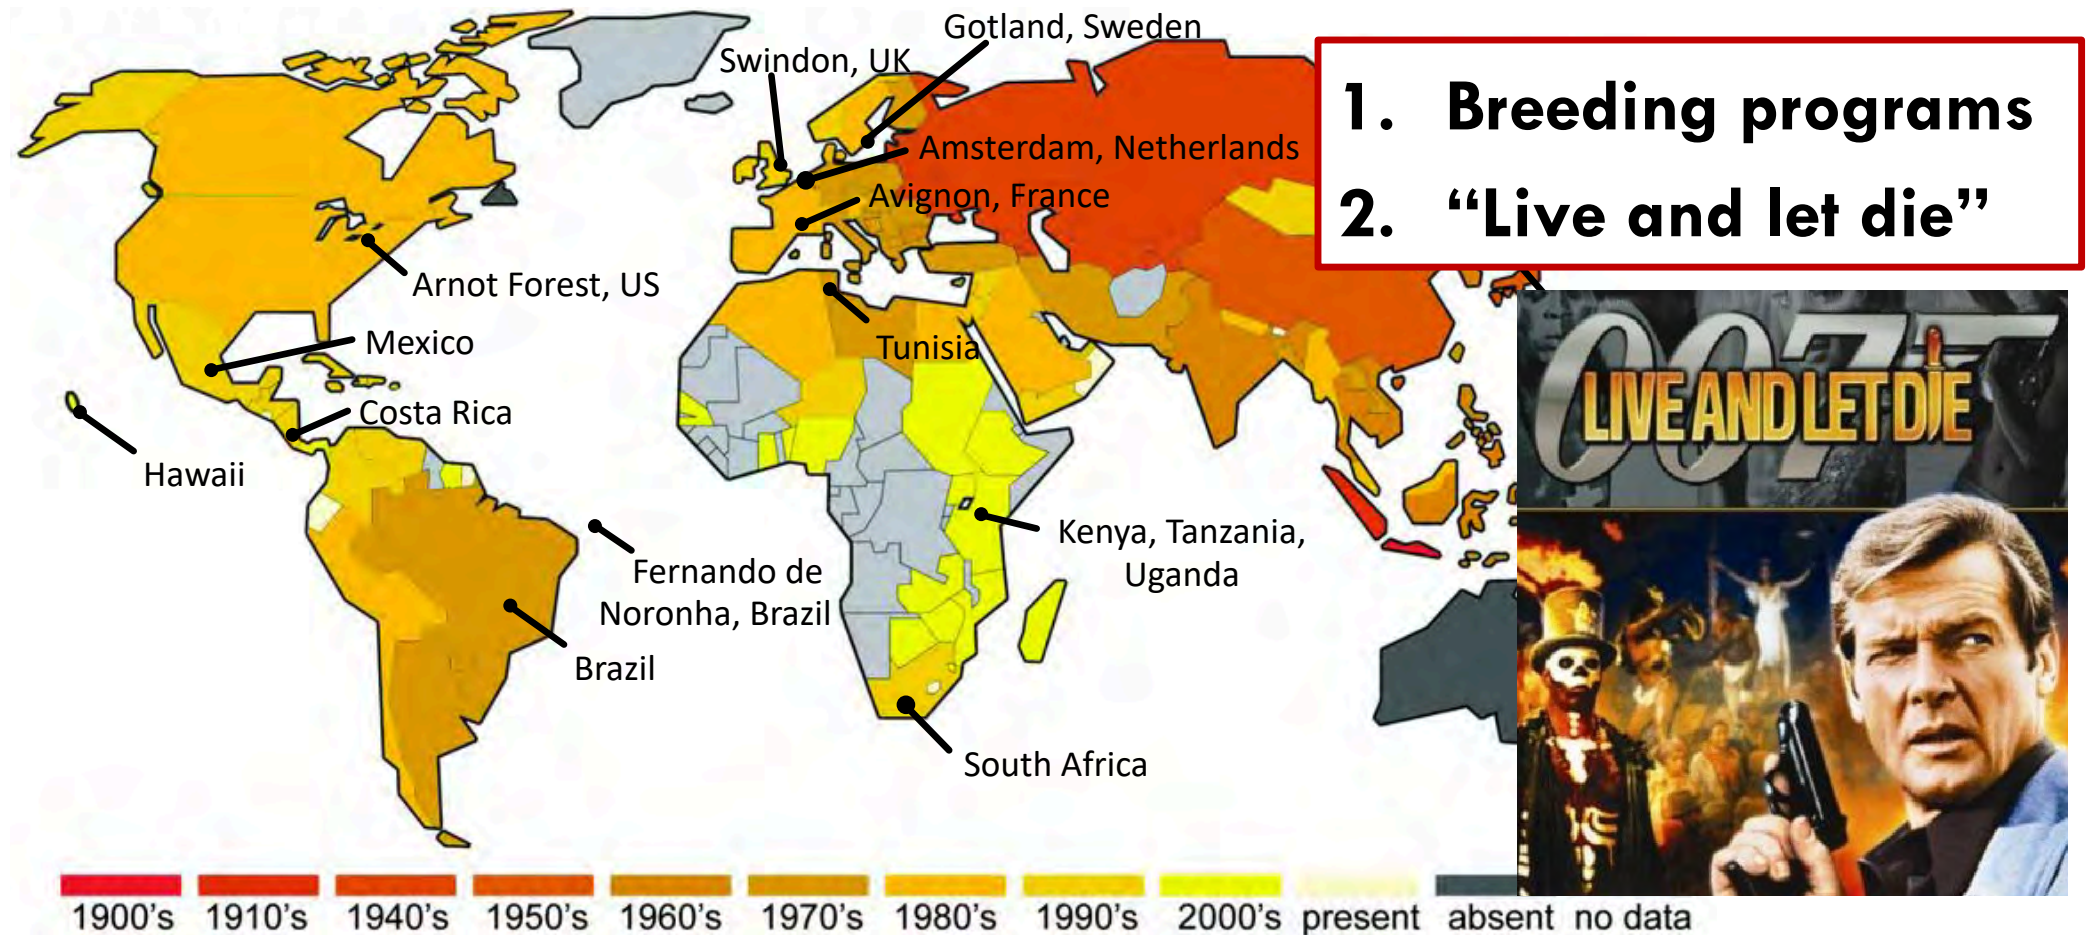 Gotland, Sweden
Swindon, UK
Amsterdam, Netherlands
Avignon, France
Arnot Forest, US
Mexico
Tunisia
Costa Rica
Hawaii
Fernando de
Noronha, Brazil
Kenya, Tanzania,
Uganda
Brazil
South Africa
1. Breeding programs
2. “Live and let die”
007
LIVE AND LET DIE
1900's 1910's 1940's 1950's 1960's 1970's 1980's 1990's 2000's present absent no data